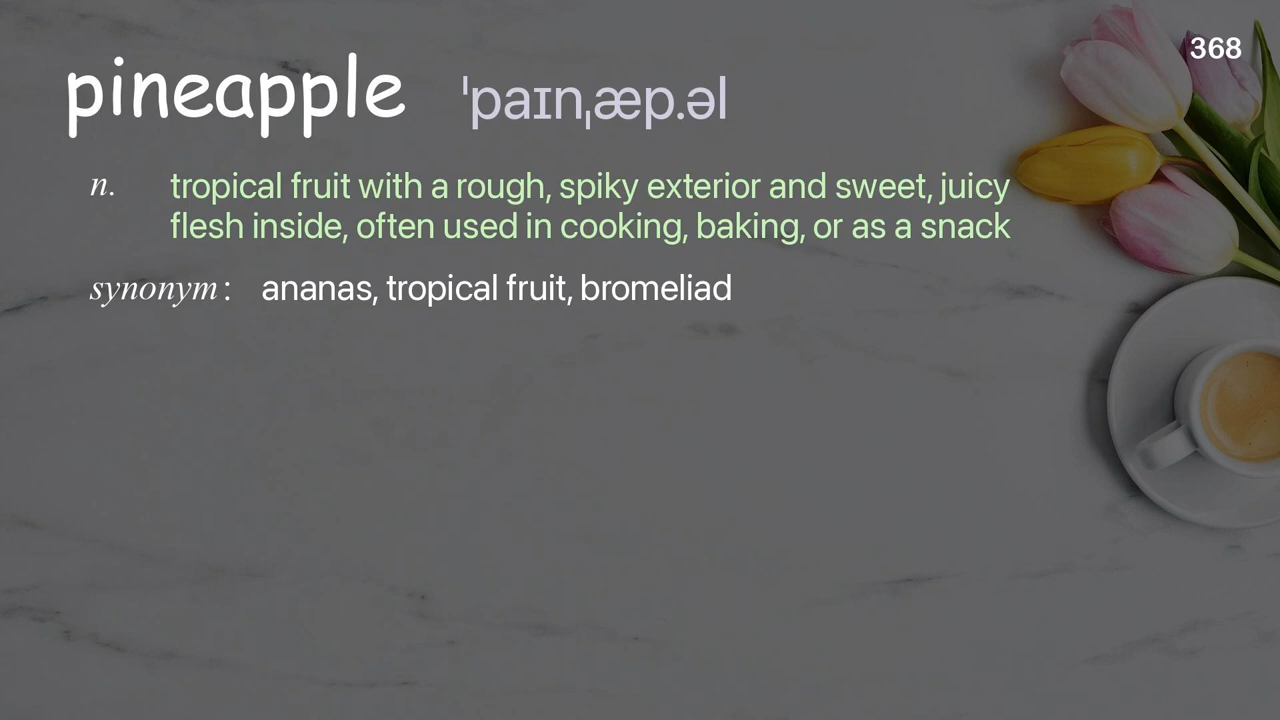 368
pineapple ˈpaɪnˌæp.əl
n. tropical fruit with a rough, spiky exterior and sweet, juicy
flesh inside, often used in cooking, baking, or as a snack
synonym: ananas, tropical fruit, bromeliad